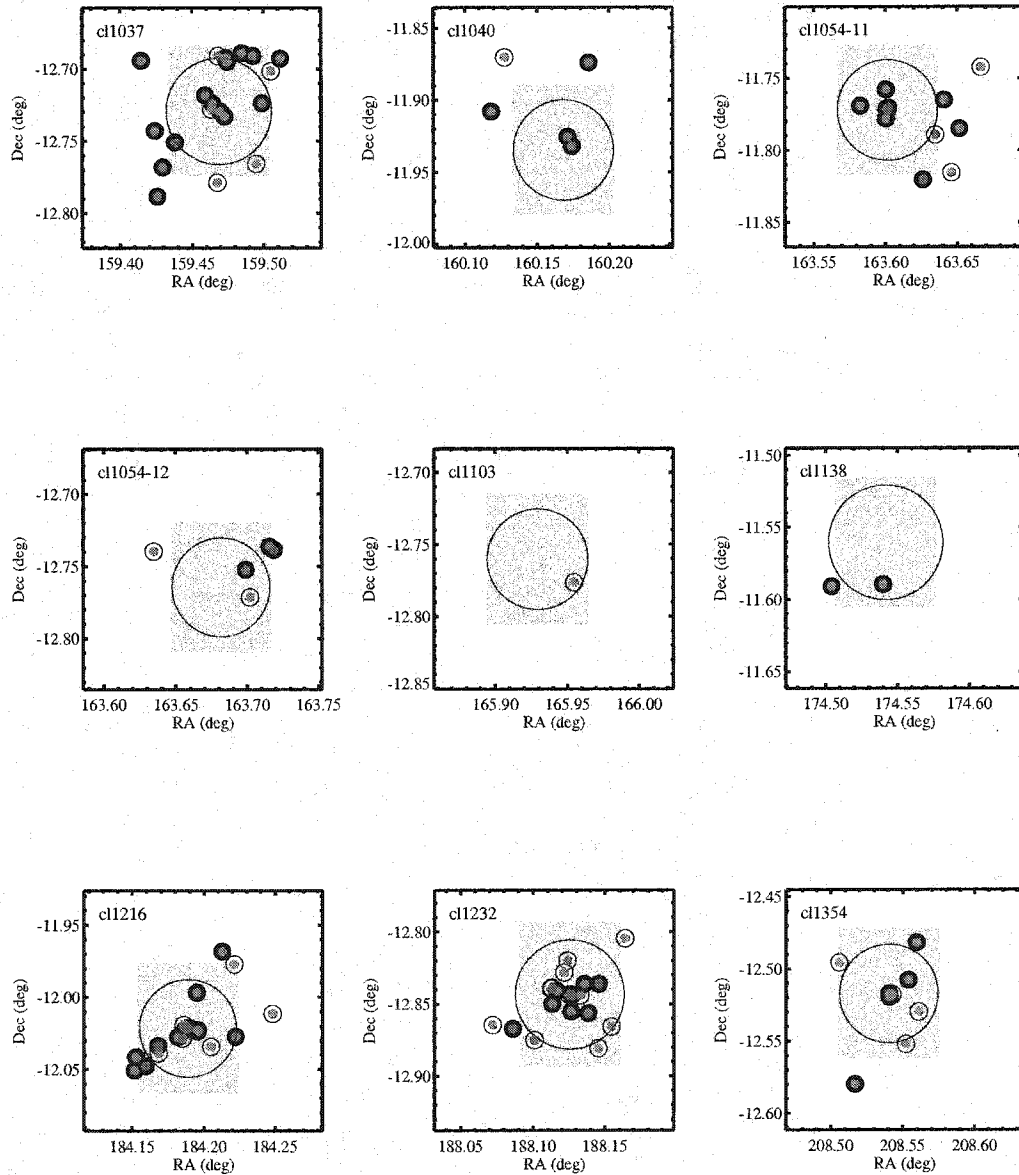 cl1037
-12.70
-12.75
-12.80
Dec (deg)
159.40 159.45 159.50
RA (deg)
cl1040
-11.85
-11.90
-11.95
-12.00
Dec (deg)
160.10 160.15 160.20
RA (deg)
cl1054-11
-11.75
-11.80
-11.85
Dec (deg)
163.55 163.60 163.65
RA (deg)
cl1054-12
-12.70
-12.75
-12.80
Dec (deg)
163.60 163.65 163.70 163.75
RA (deg)
cl1103
-12.70
-12.75
-12.80
-12.85
Dec (deg)
165.90 165.95 166.00
RA (deg)
cl1138
-11.50
-11.55
-11.60
-11.65
Dec (deg)
174.50 174.55 174.60
RA (deg)
cl1216
-11.95
-12.00
-12.05
Dec (deg)
184.15 184.20 184.25
RA (deg)
cl1232
-12.80
-12.85
-12.90
Dec (deg)
188.05 188.10 188.15
RA (deg)
cl1354
-12.45
-12.50
-12.55
-12.60
Dec (deg)
208.50 208.55 208.60
RA (deg)